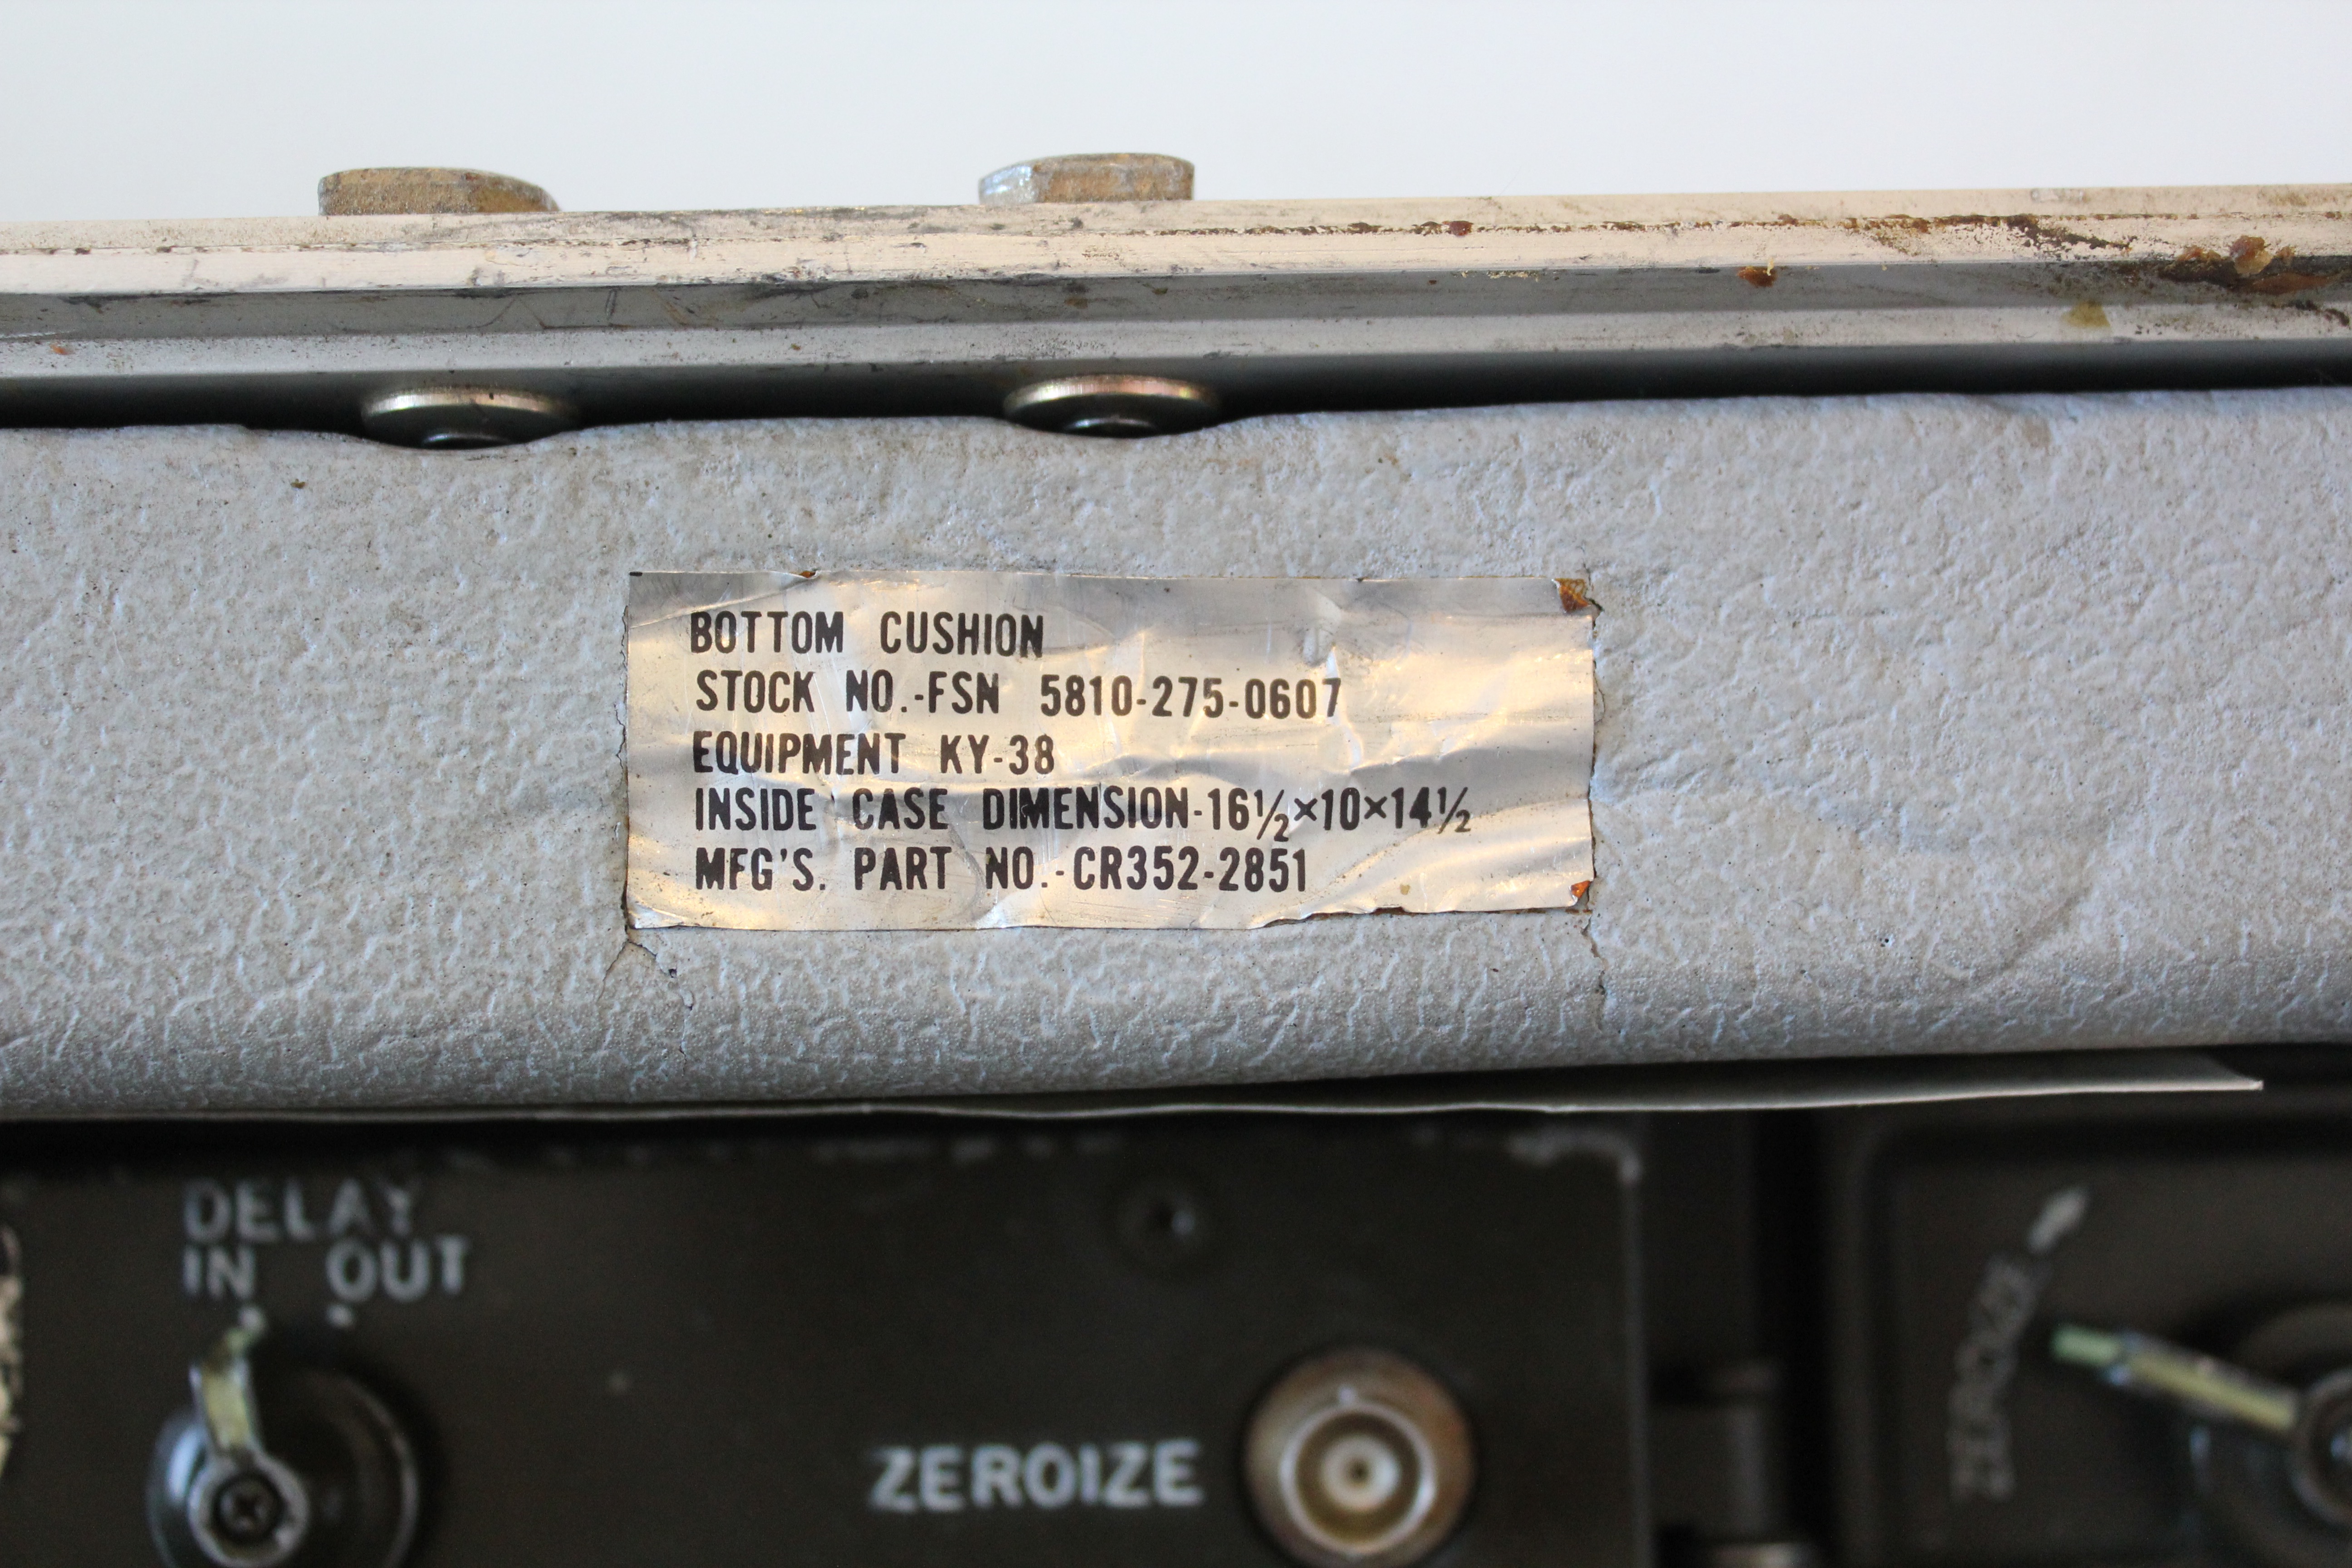 BOTTOM CUSHION
STOCK NO.-FSN 5810-275-0607
EQUIPMENT KY-38
INSIDE CASE DIMENSION-16½×10×14½
MFG'S. PART NO.-CR352-2851
DELAY
IN OUT
ZEROIZE
ZEROIZE